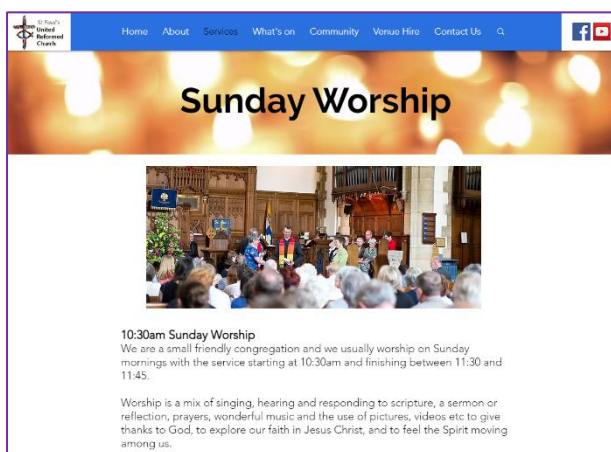 St Paul's
United
Reformed
Church
Home About Services What's on Community Venue Hire Contact Us
Sunday Worship
10:30am Sunday Worship
We are a small friendly congregation and we usually worship on Sunday
mornings with the service starting at 10:30am and finishing between 11:30 and
11:45.
Worship is a mix of singing, hearing and responding to scripture, a sermon or
reflection, prayers, wonderful music and the use of pictures, videos etc to give
thanks to God, to explore our faith in Jesus Christ, and to feel the Spirit moving
among us.